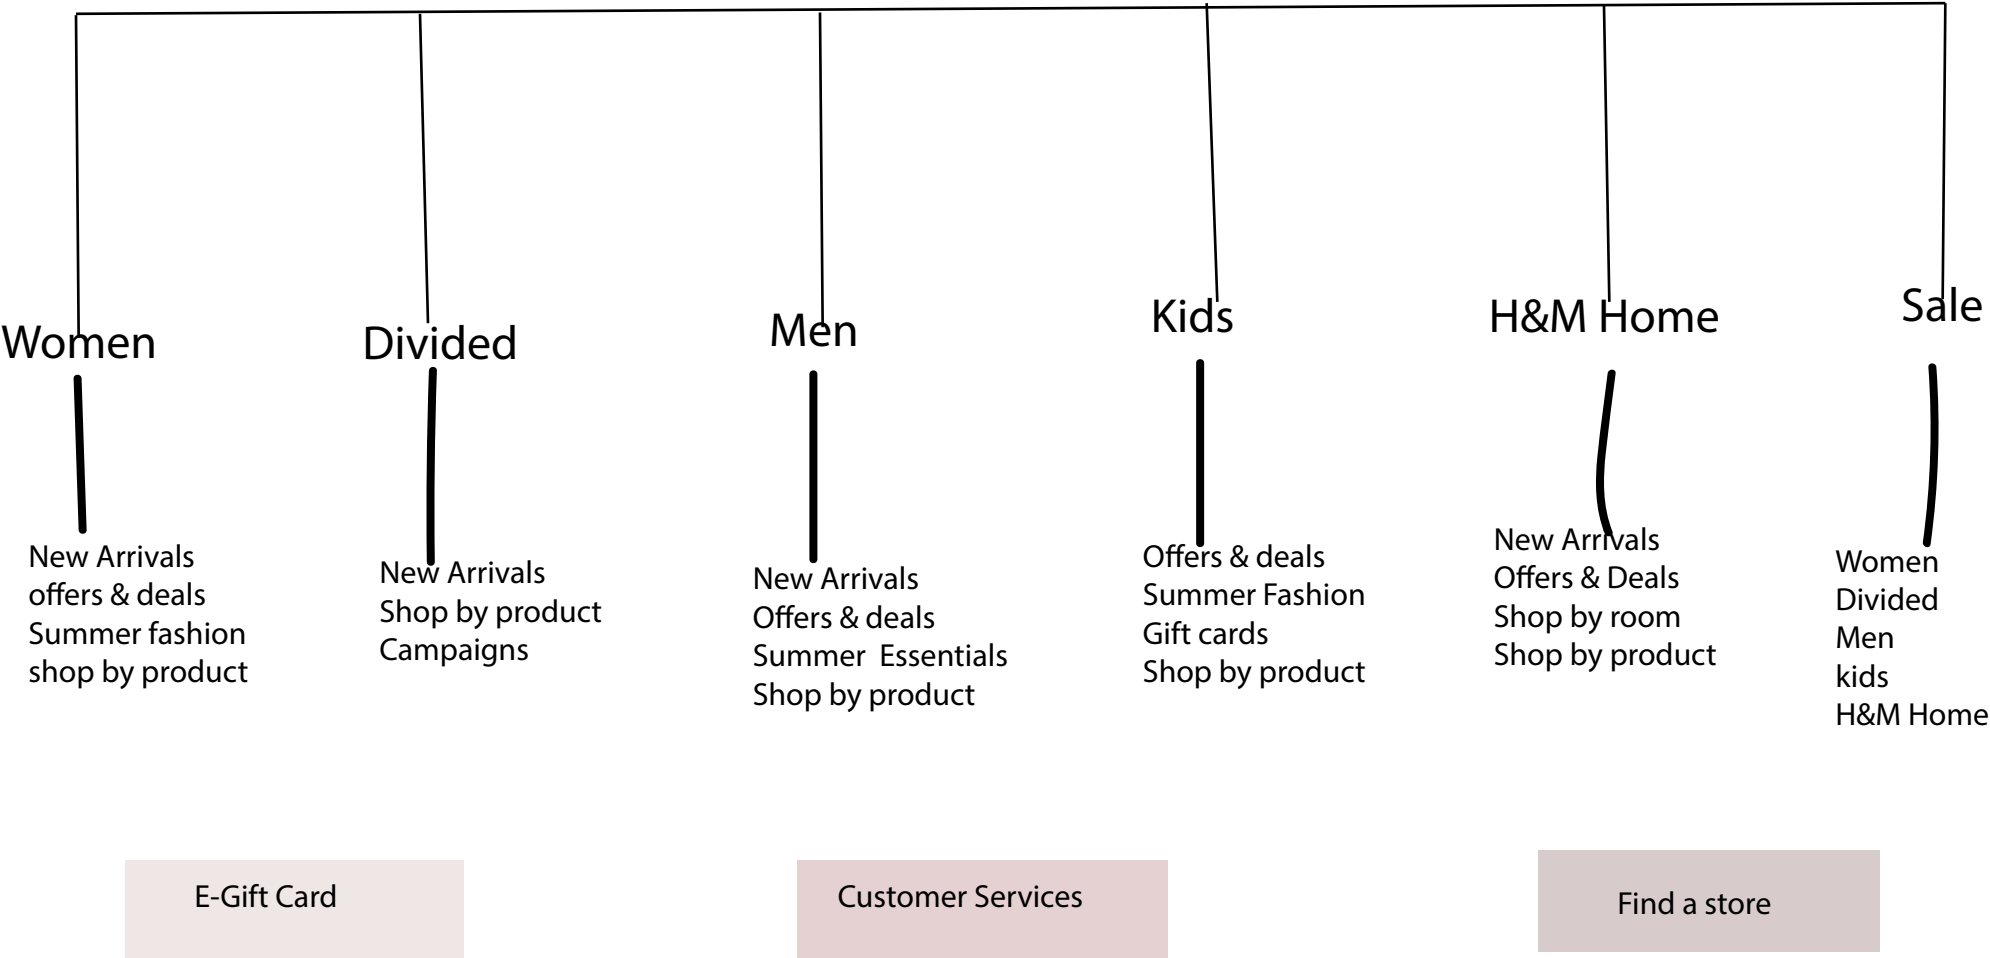 Women
New Arrivals
offers & deals
Summer fashion
shop by product
Divided
New Arrivals
Shop by product
Campaigns
Men
New Arrivals
Offers & deals
Summer  Essentials
Shop by product
Kids
Offers & deals
Summer Fashion
Gift cards
Shop by product
H&M Home
New Arrivals
Offers & Deals
Shop by room
Shop by product
Sale
Women
Divided
Men
kids
H&M Home
E-Gift Card
Customer Services
Find a store